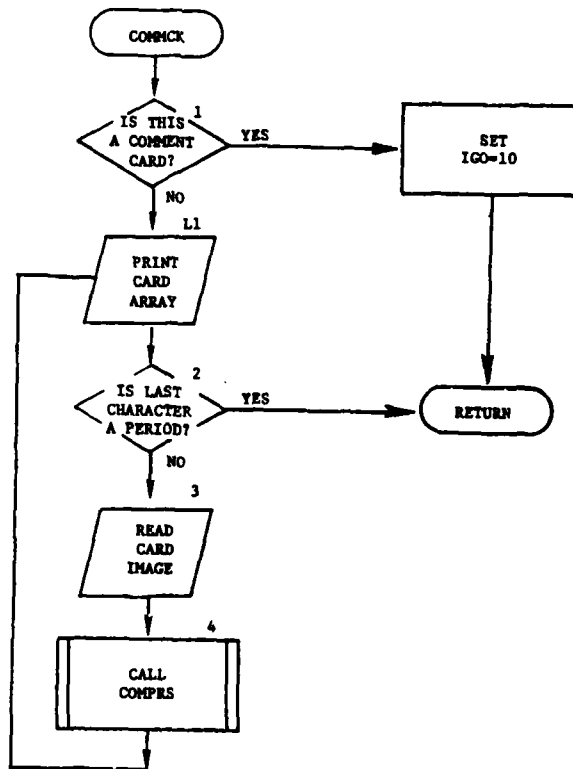 COMMCK
1
IS THIS
A COMMENT
CARD?
YES
SET
IGO=10
NO
L1
PRINT
CARD
ARRAY
2
IS LAST
CHARACTER
A PERIOD?
YES
RETURN
NO
3
READ
CARD
IMAGE
4
CALL
COMPRS